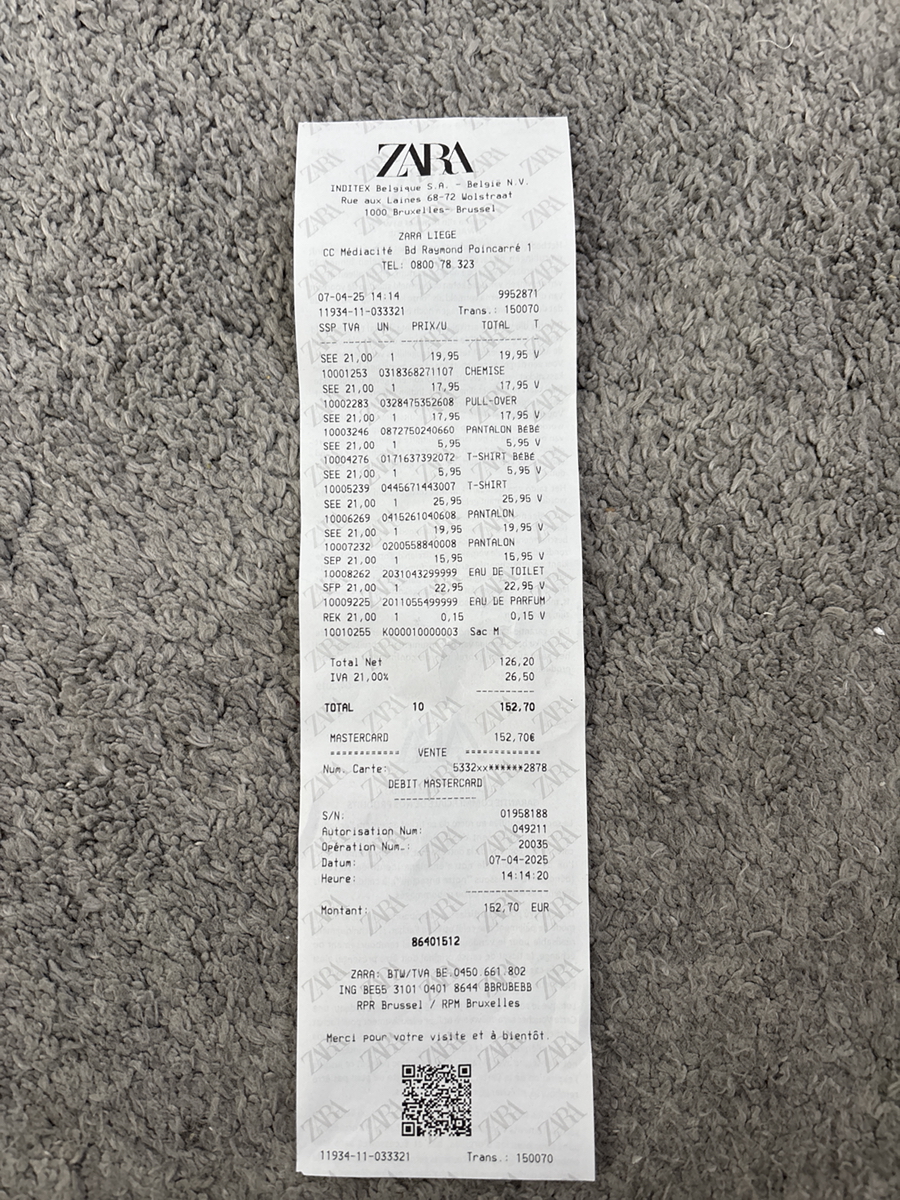 ZARA
INDITEX Belgique S.A. - België N.V.
Rue aux Laines 68-72 Wolstraat
1000 Bruxelles- Brussel
ZARA LIEGE
CC Médiacité Bd Raymond Poincarré 1
TEL: 0800 78 323
07-04-25 14:14 9952871
11934-11-033321 Trans.: 150070
SSP TVA UN PRIX/U TOTAL T
SEE 21,00 1 19,95 19,95 V
10001253 0318368271107 CHEMISE
SEE 21,00 1 17,95 17,95 V
10002283 0328475352608 PULL-OVER
SEE 21,00 1 17,95 17,95 V
10003246 0872750240660 PANTALON BéBé
SEE 21,00 1 5,95 5,95 V
10004276 0171637392072 T-SHIRT BéBé
SEE 21,00 1 5,95 5,95 V
10005239 0445671443007 T-SHIRT
SEE 21,00 1 25,95 25,95 V
10006269 0415261040608 PANTALON
SEE 21,00 1 19,95 19,95 V
10007232 0200558840008 PANTALON
SEP 21,00 1 15,95 15,95 V
10008262 2031043299999 EAU DE TOILET
SFP 21,00 1 22,95 22,95 V
10009225 2011055499999 EAU DE PARFUM
REK 21,00 1 0,15 0,15 V
10010255 K000010000003 Sac M
Total Net 126,20
IVA 21,00% 26,50
----------
TOTAL 10 152,70
MASTERCARD 152,70€
============ VENTE =============
Num. Carte: 5332xx******2878
DEBIT MASTERCARD
--------------
S/N: 01958188
Autorisation Num: 049211
Opération Num.: 20035
Datum: 07-04-2025
Heure: 14:14:20
--------------
Montant: 152,70 EUR
86401512
ZARA: BTW/TVA BE 0450 661 802
ING BE55 3101 0401 8644 BBRUBEBB
RPR Brussel / RPM Bruxelles
Merci pour votre visite et à bientôt.
11934-11-033321 Trans.: 150070